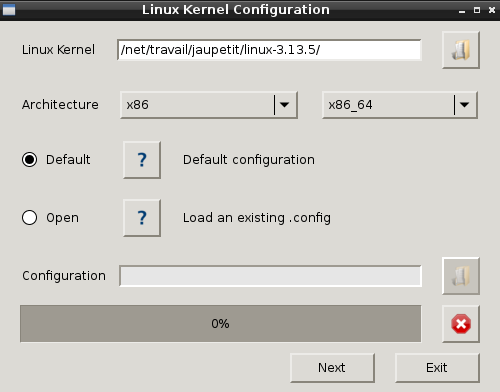 Linux Kernel Configuration
Linux Kernel /net/travail/jaupetit/linux-3.13.5/
Architecture x86 x86_64
Default ? Default configuration
Open ? Load an existing .config
Configuration
0%
Next Exit